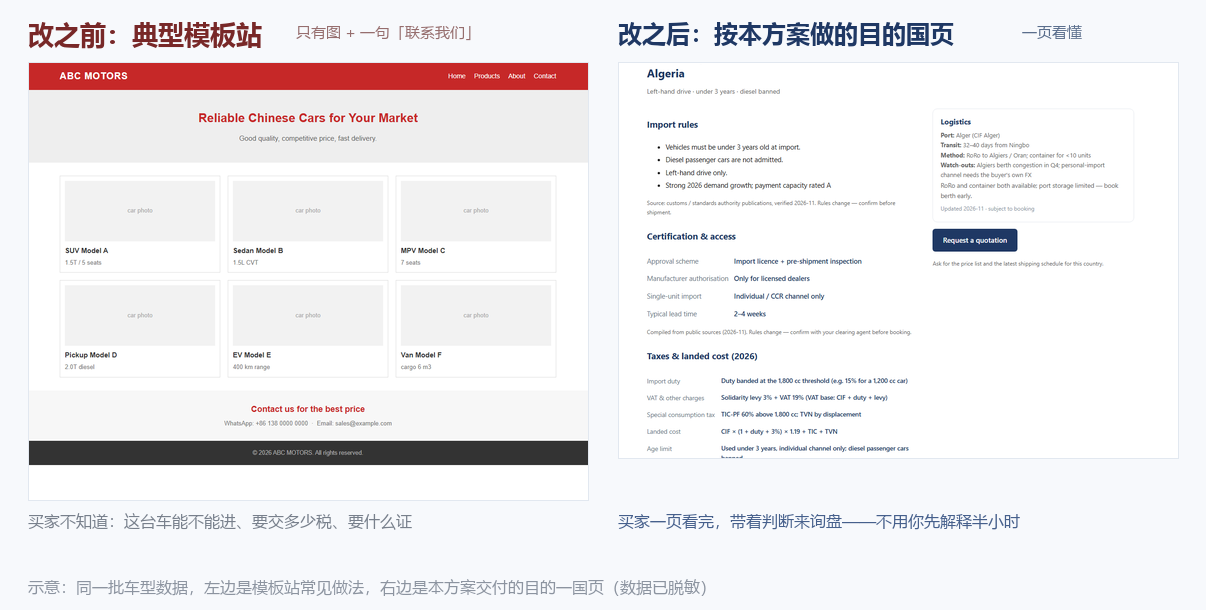 改之前：典型模板站
只有图 + 一句「联系我们」
ABC MOTORS
Home Products About Contact
Reliable Chinese Cars for Your Market
Good quality, competitive price, fast delivery.
car photo
SUV Model A
1.5T / 5 seats
car photo
Sedan Model B
1.5L CVT
car photo
MPV Model C
7 seats
car photo
Pickup Model D
2.0T diesel
car photo
EV Model E
400 km range
car photo
Van Model F
cargo 6 m3
Contact us for the best price
WhatsApp: +86 138 0000 0000 · Email: sales@example.com
© 2026 ABC MOTORS. All rights reserved.
买家不知道：这台车能不能进、要交多少税、要什么证
改之后：按本方案做的目的国页
一页看懂
Algeria
Left-hand drive · under 3 years · diesel banned
Import rules
• Vehicles must be under 3 years old at import.
• Diesel passenger cars are not admitted.
• Left-hand drive only.
• Strong 2026 demand growth; payment capacity rated A
Source: customs / standards authority publications, verified 2026-11. Rules change — confirm before
shipment.
Certification & access
Approval scheme Import licence + pre-shipment inspection
Manufacturer authorisation Only for licensed dealers
Single-unit import Individual / CCR channel only
Typical lead time 2–4 weeks
Compiled from public sources (2026-11). Rules change — confirm with your clearing agent before booking.
Taxes & landed cost (2026)
Import duty Duty banded at the 1,800 cc threshold (e.g. 15% for a 1,200 cc car)
VAT & other charges Solidarity levy 3% + VAT 19% (VAT base: CIF + duty + levy)
Special consumption tax TIC-PF 60% above 1,800 cc; TVN by displacement
Landed cost CIF × (1 + duty + 3%) × 1.19 + TIC + TVN
Age limit Used under 3 years, individual channel only; diesel passenger cars
Logistics
Port: Alger (CIF Alger)
Transit: 32–40 days from Ningbo
Method: RoRo to Algiers / Oran; container for <10 units
Watch-outs: Algiers berth congestion in Q4; personal-import
channel needs the buyer's own FX
RoRo and container both available; port storage limited — book
berth early.
Updated 2026-11 · subject to booking
Request a quotation
Ask for the price list and the latest shipping schedule for this country.
买家一页看完，带着判断来询盘——不用你先解释半小时
示意：同一批车型数据，左边是模板站常见做法，右边是本方案交付的目的一国页（数据已脱敏）